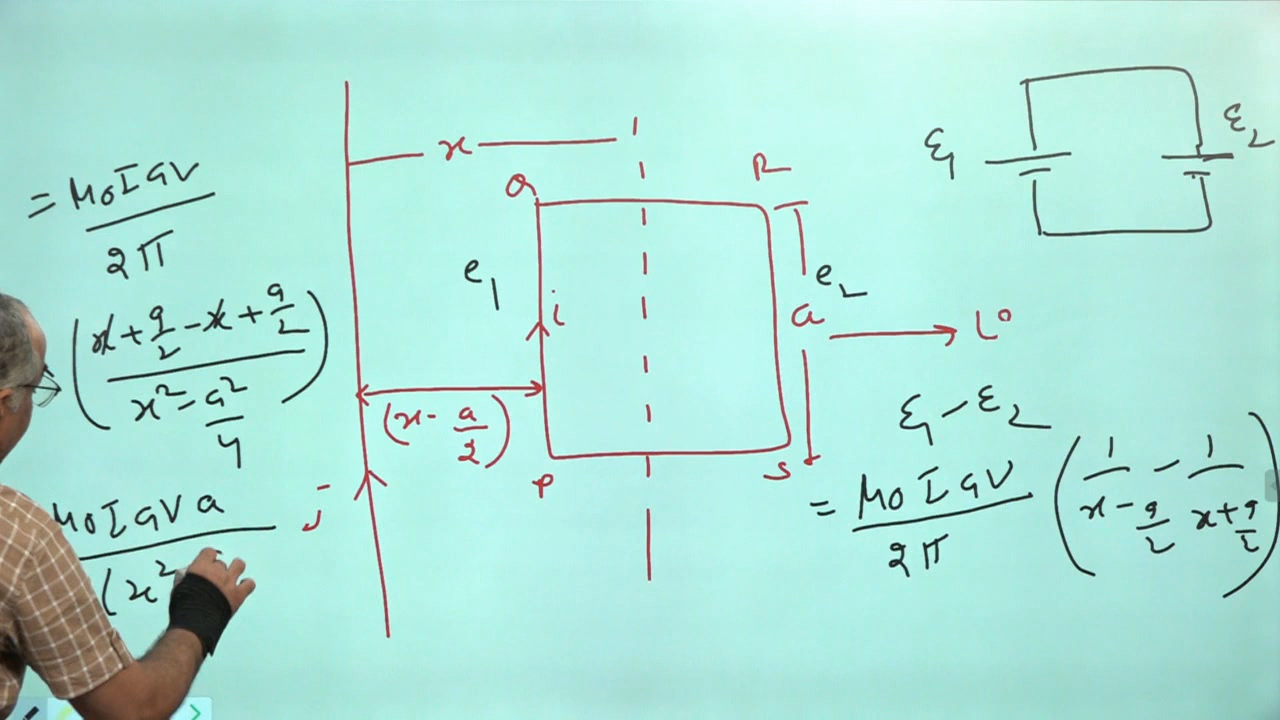 = μ₀IaV / 2π
(x + a/2 - x + a/2 / x² - a²/4)
μ₀IaVa / (x²
x
Q
R
e₁
i
e₂
a
(x - a/2)
P
S
ε₁
ε₂
ε₁ - ε₂
= μ₀IaV / 2π (1 / x - a/2 - 1 / x + a/2)